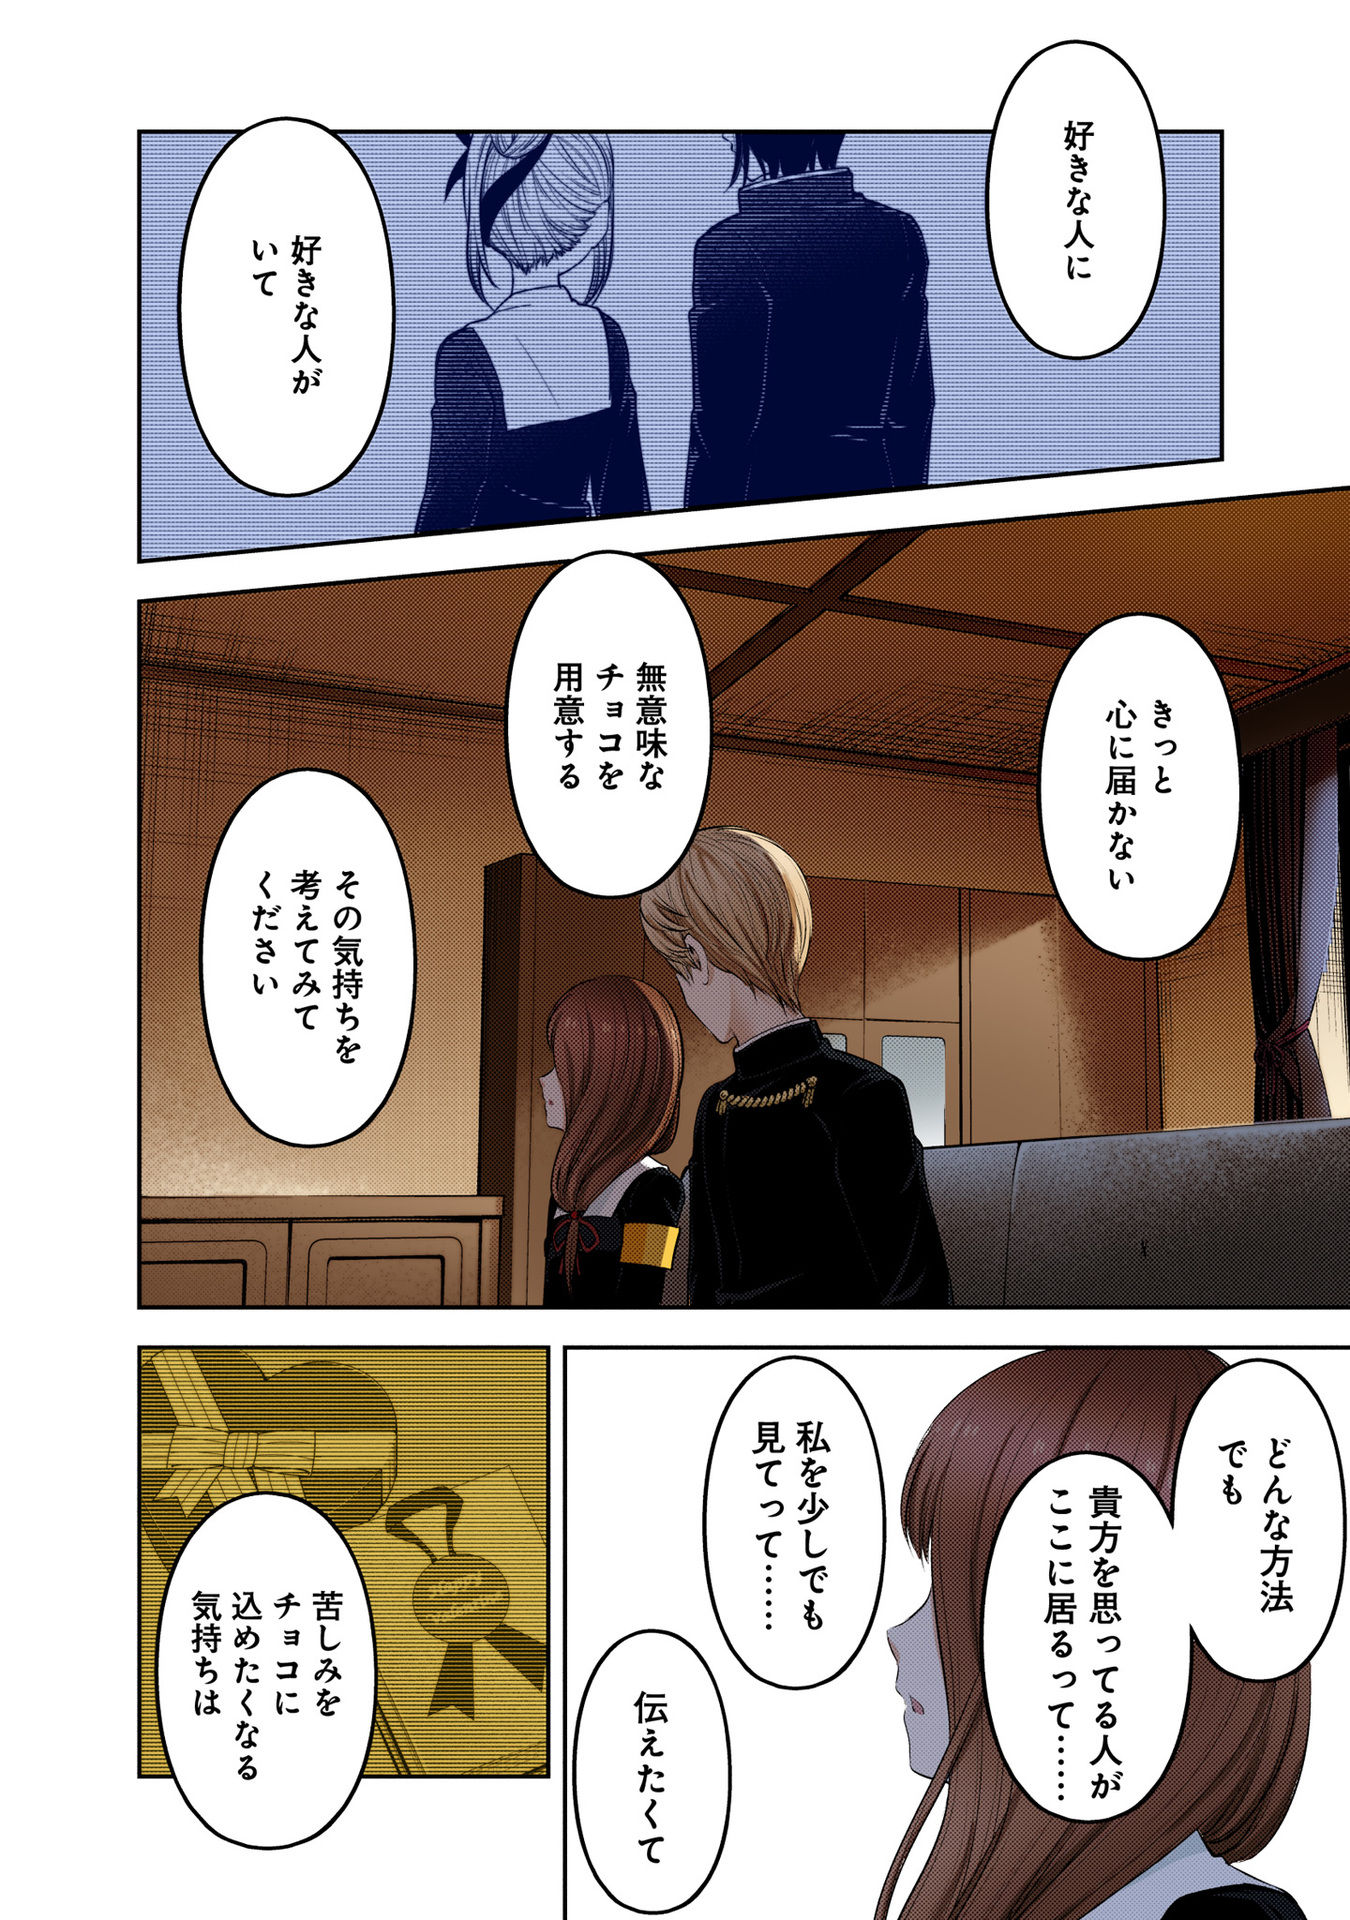 好きな人に
好きな人が
いて
きっと
心に届かない
無意味な
チョコを
用意する
その気持ちを
考えてみて
ください
どんな方法
でも
貴方を思ってる人が
ここに居るって……
私を少しでも
見てって……
伝えたくて
苦しみを
チョコに
込めたくなる
気持ちは
Happy
Valentine